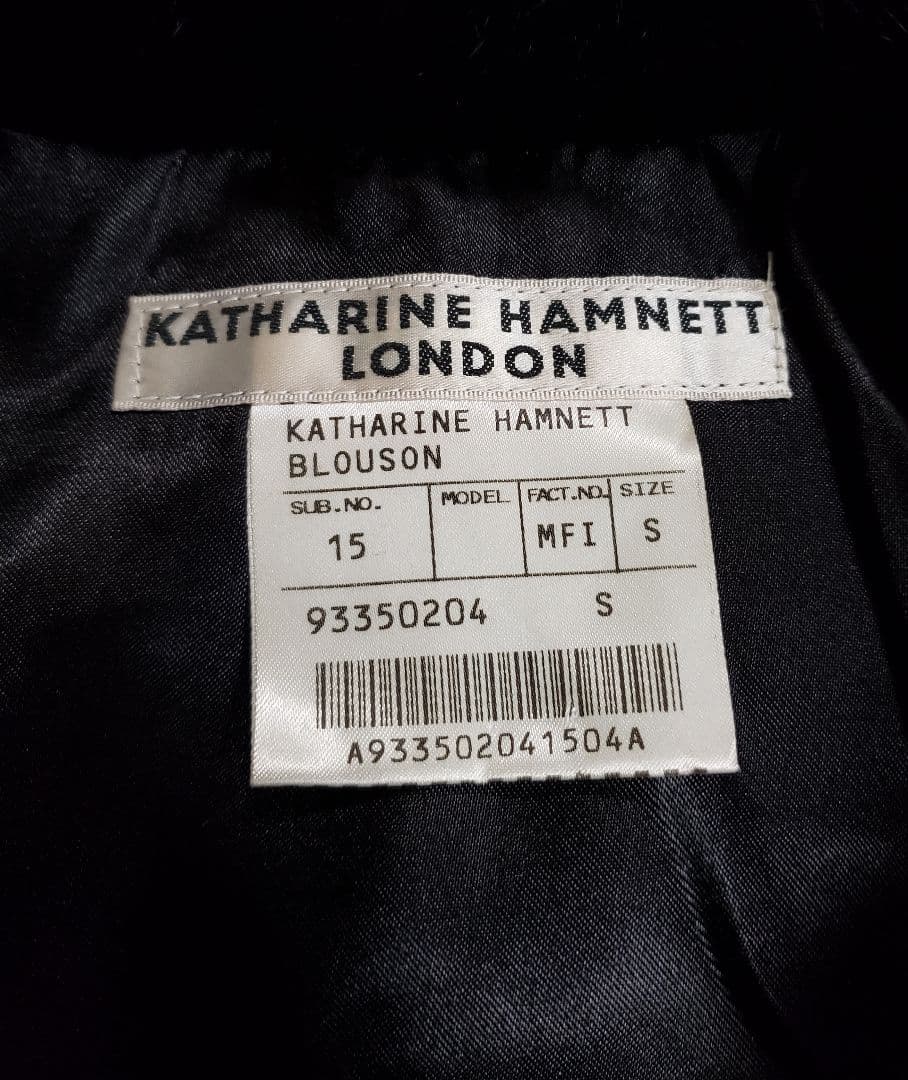 KATHARINE HAMNETT
LONDON
KATHARINE HAMNETT
BLOUSON
SUB.NO. MODEL FACT.NO. SIZE
15 MFI S
93350204 S
A933502041504A